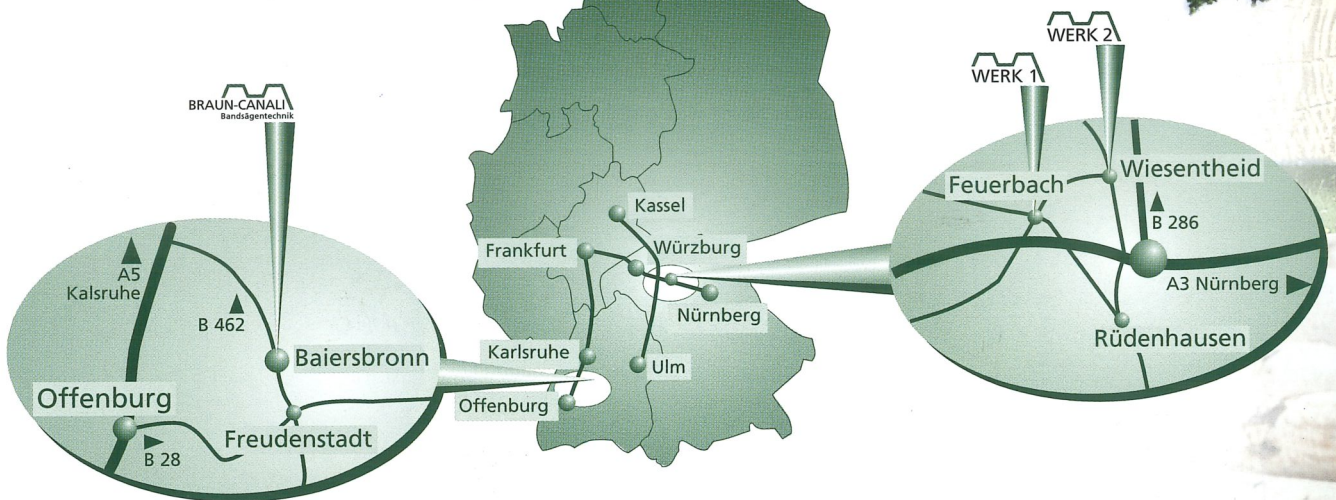 BRAUN-CANALI
Bandsägentechnik
A5
Kalsruhe
B 462
Baiersbronn
Offenburg
B 28
Freudenstadt
Kassel
Frankfurt
Würzburg
Nürnberg
Karlsruhe
Ulm
Offenburg
WERK 1
WERK 2
Feuerbach
Wiesentheid
B 286
A3 Nürnberg
Rüdenhausen